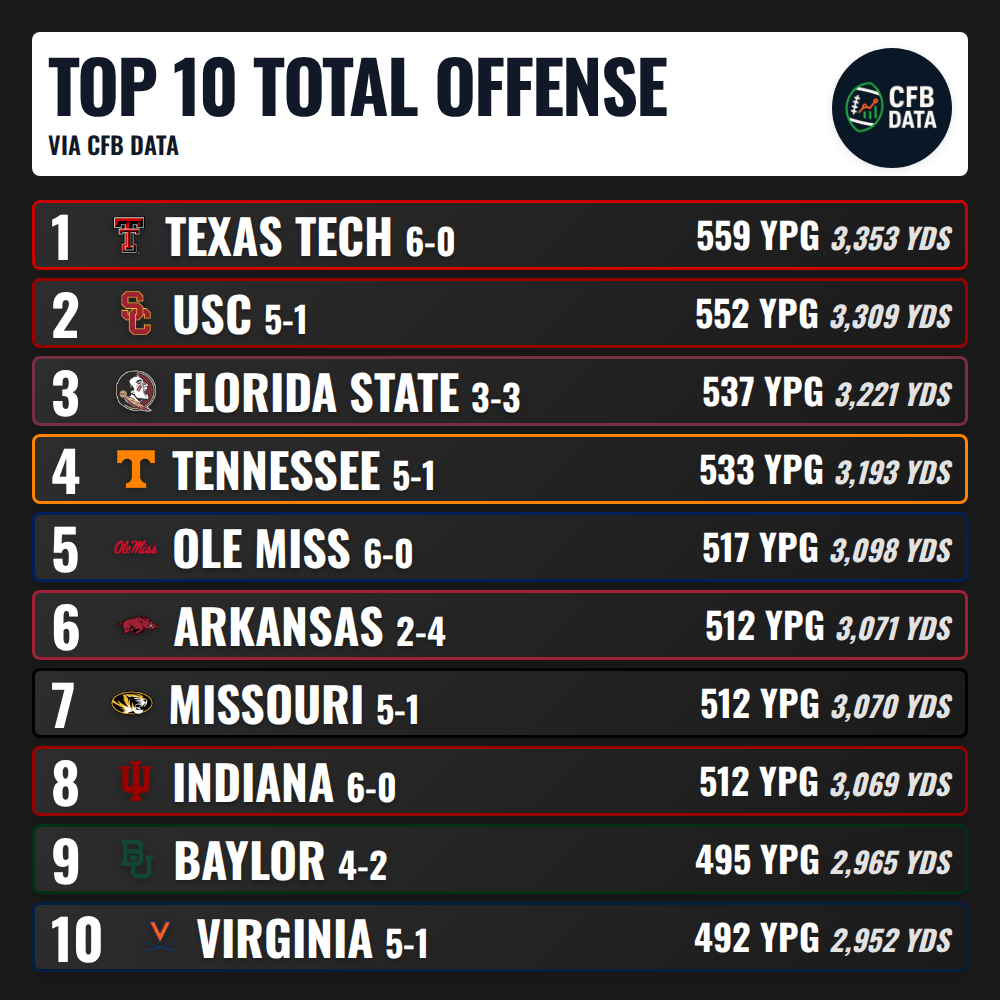 TOP 10 TOTAL OFFENSE
VIA CFB DATA
CFB
DATA
1 TEXAS TECH 6-0 559 YPG 3,353 YDS
2 USC 5-1 552 YPG 3,309 YDS
3 FLORIDA STATE 3-3 537 YPG 3,221 YDS
4 T TENNESSEE 5-1 533 YPG 3,193 YDS
5 Ole Miss OLE MISS 6-0 517 YPG 3,098 YDS
6 ARKANSAS 2-4 512 YPG 3,071 YDS
7 MISSOURI 5-1 512 YPG 3,070 YDS
8 INDIANA 6-0 512 YPG 3,069 YDS
9 BU BAYLOR 4-2 495 YPG 2,965 YDS
10 V VIRGINIA 5-1 492 YPG 2,952 YDS